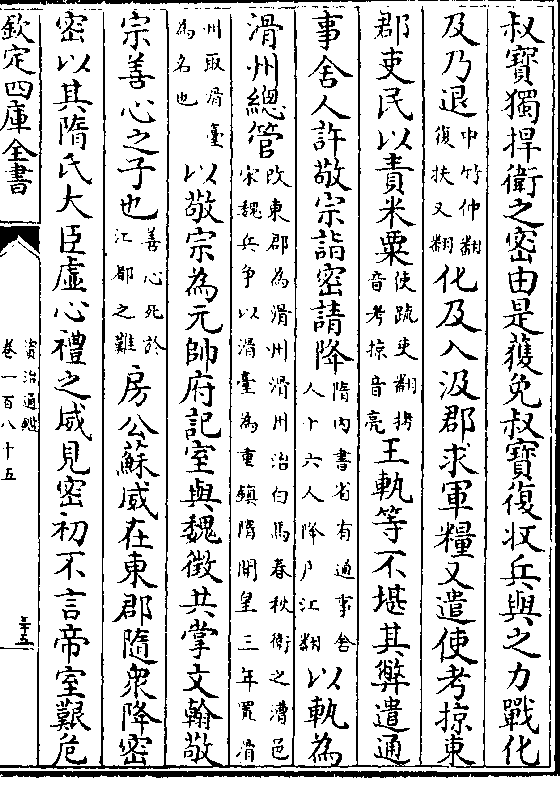 叔寶獨捍衛之密由是獲免叔寶復收兵與之力戰化
及乃退中竹仲翻復扶又翻化及入汲郡求軍糧又遣使考掠東
郡吏民以責米粟使疏吏翻拷音考掠音亮王軌等不堪其弊遣通
事舍人許敬宗詣密請降隋内書省有通事舍人十六人降戶江翻以軌為
滑州總管改東郡為滑州滑州治白馬春秋衛之漕邑宋魏兵争以滑臺為重鎮隋開皇三年置滑
州取滑臺為名也以敬宗為元帥府記室與魏徴共掌文翰敬
宗善心之子也善心死於江都之難房公蘇威在東郡隨衆降密
密以其隋氏大臣虚心禮之威見密初不言帝室艱危
欽定四庫全書
資治通鑑
卷一百八十五
三十五